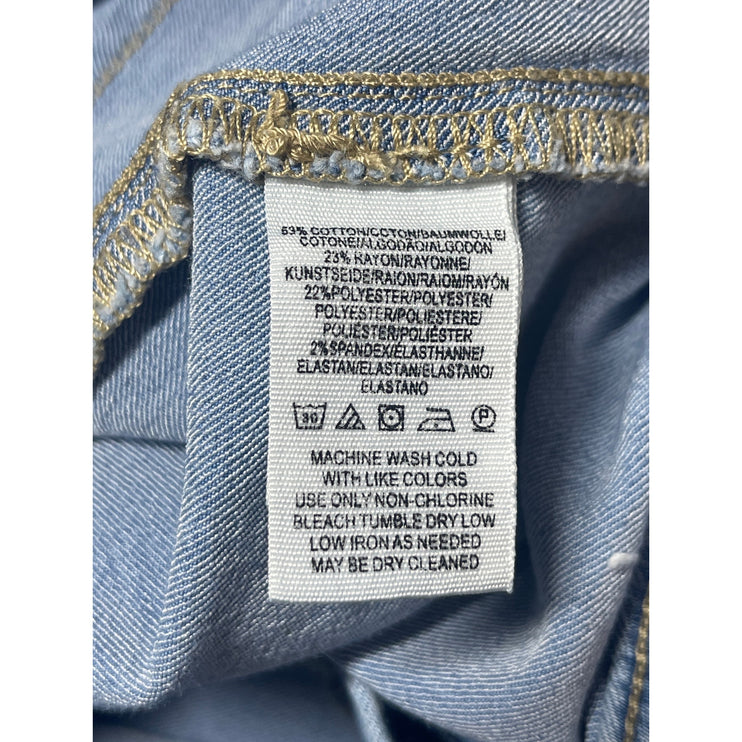 53% COTTON/COTON/BAUMWOLLE/
COTONE/ALGODÃO/ALGODÓN
23% RAYON/RAYONNE/
KUNSTSEIDE/RAION/RAIOM/RAYÓN
22%POLYESTER/POLYESTER/
POLYESTER/POLIESTERE/
POLIÉSTER/POLIÉSTER
2%SPANDEX/ÉLASTHANNE/
ELASTAN/ELASTAN/ELASTANO/
ELASTANO
30 P
MACHINE WASH COLD
WITH LIKE COLORS
USE ONLY NON-CHLORINE
BLEACH TUMBLE DRY LOW
LOW IRON AS NEEDED
MAY BE DRY CLEANED